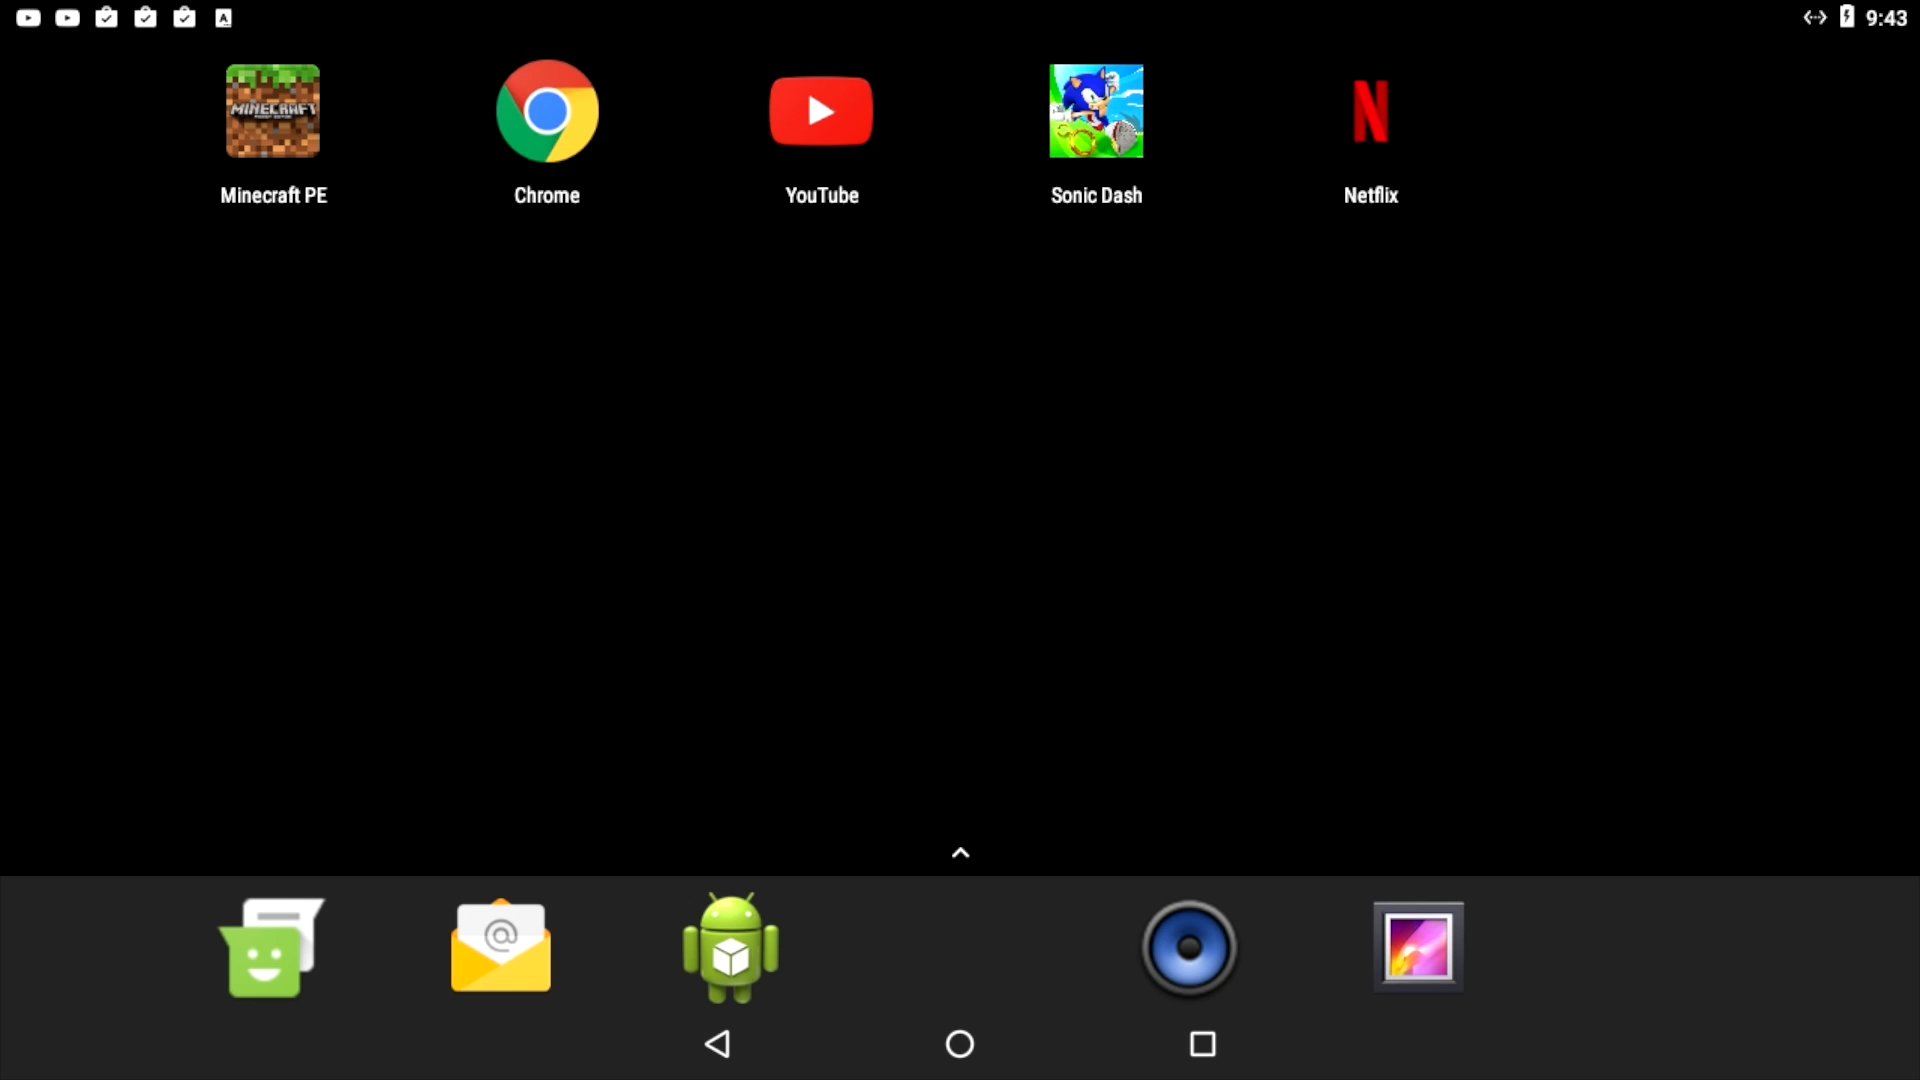 9:43
MINECRAFT
Minecraft PE
Chrome
YouTube
Sonic Dash
N
Netflix
@